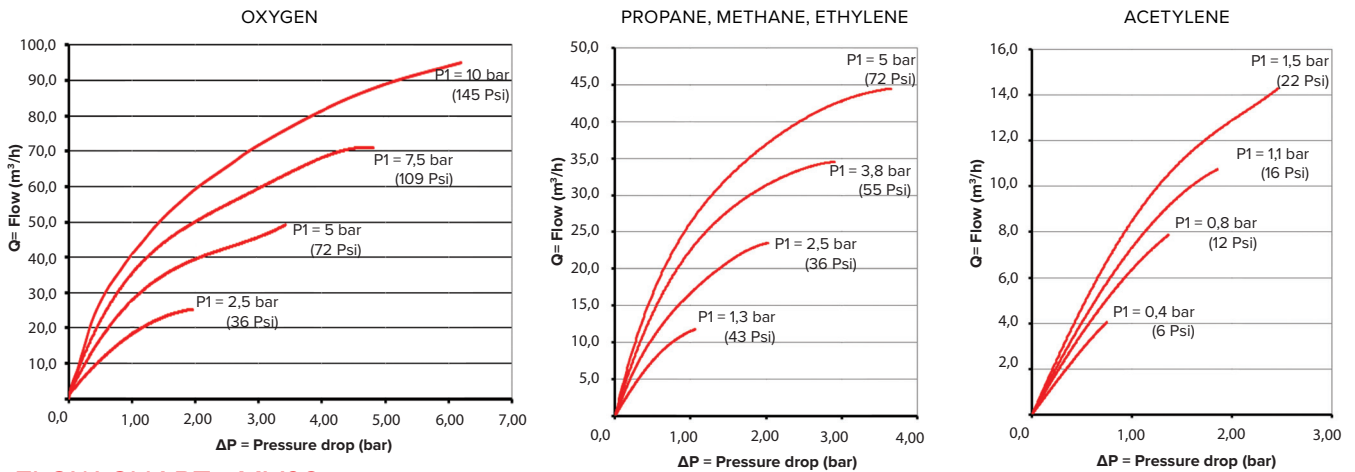 OXYGEN
100,0
90,0
80,0
70,0
60,0
50,0
40,0
30,0
20,0
10,0
Q= Flow (m³/h)
P1 = 10 bar
(145 Psi)
P1 = 7,5 bar
(109 Psi)
P1 = 5 bar
(72 Psi)
P1 = 2,5 bar
(36 Psi)
0,0 1,00 2,00 3,00 4,00 5,00 6,00 7,00
ΔP = Pressure drop (bar)
PROPANE, METHANE, ETHYLENE
50,0
45,0
40,0
35,0
30,0
25,0
20,0
15,0
10,0
5,0
Q= Flow (m³/h)
P1 = 5 bar
(72 Psi)
P1 = 3,8 bar
(55 Psi)
P1 = 2,5 bar
(36 Psi)
P1 = 1,3 bar
(43 Psi)
0,0 1,00 2,00 3,00 4,00
ΔP = Pressure drop (bar)
ACETYLENE
16,0
14,0
12,0
10,0
8,0
6,0
4,0
2,0
Q= Flow (m³/h)
P1 = 1,5 bar
(22 Psi)
P1 = 1,1 bar
(16 Psi)
P1 = 0,8 bar
(12 Psi)
P1 = 0,4 bar
(6 Psi)
0,0 1,00 2,00 3,00
ΔP = Pressure drop (bar)